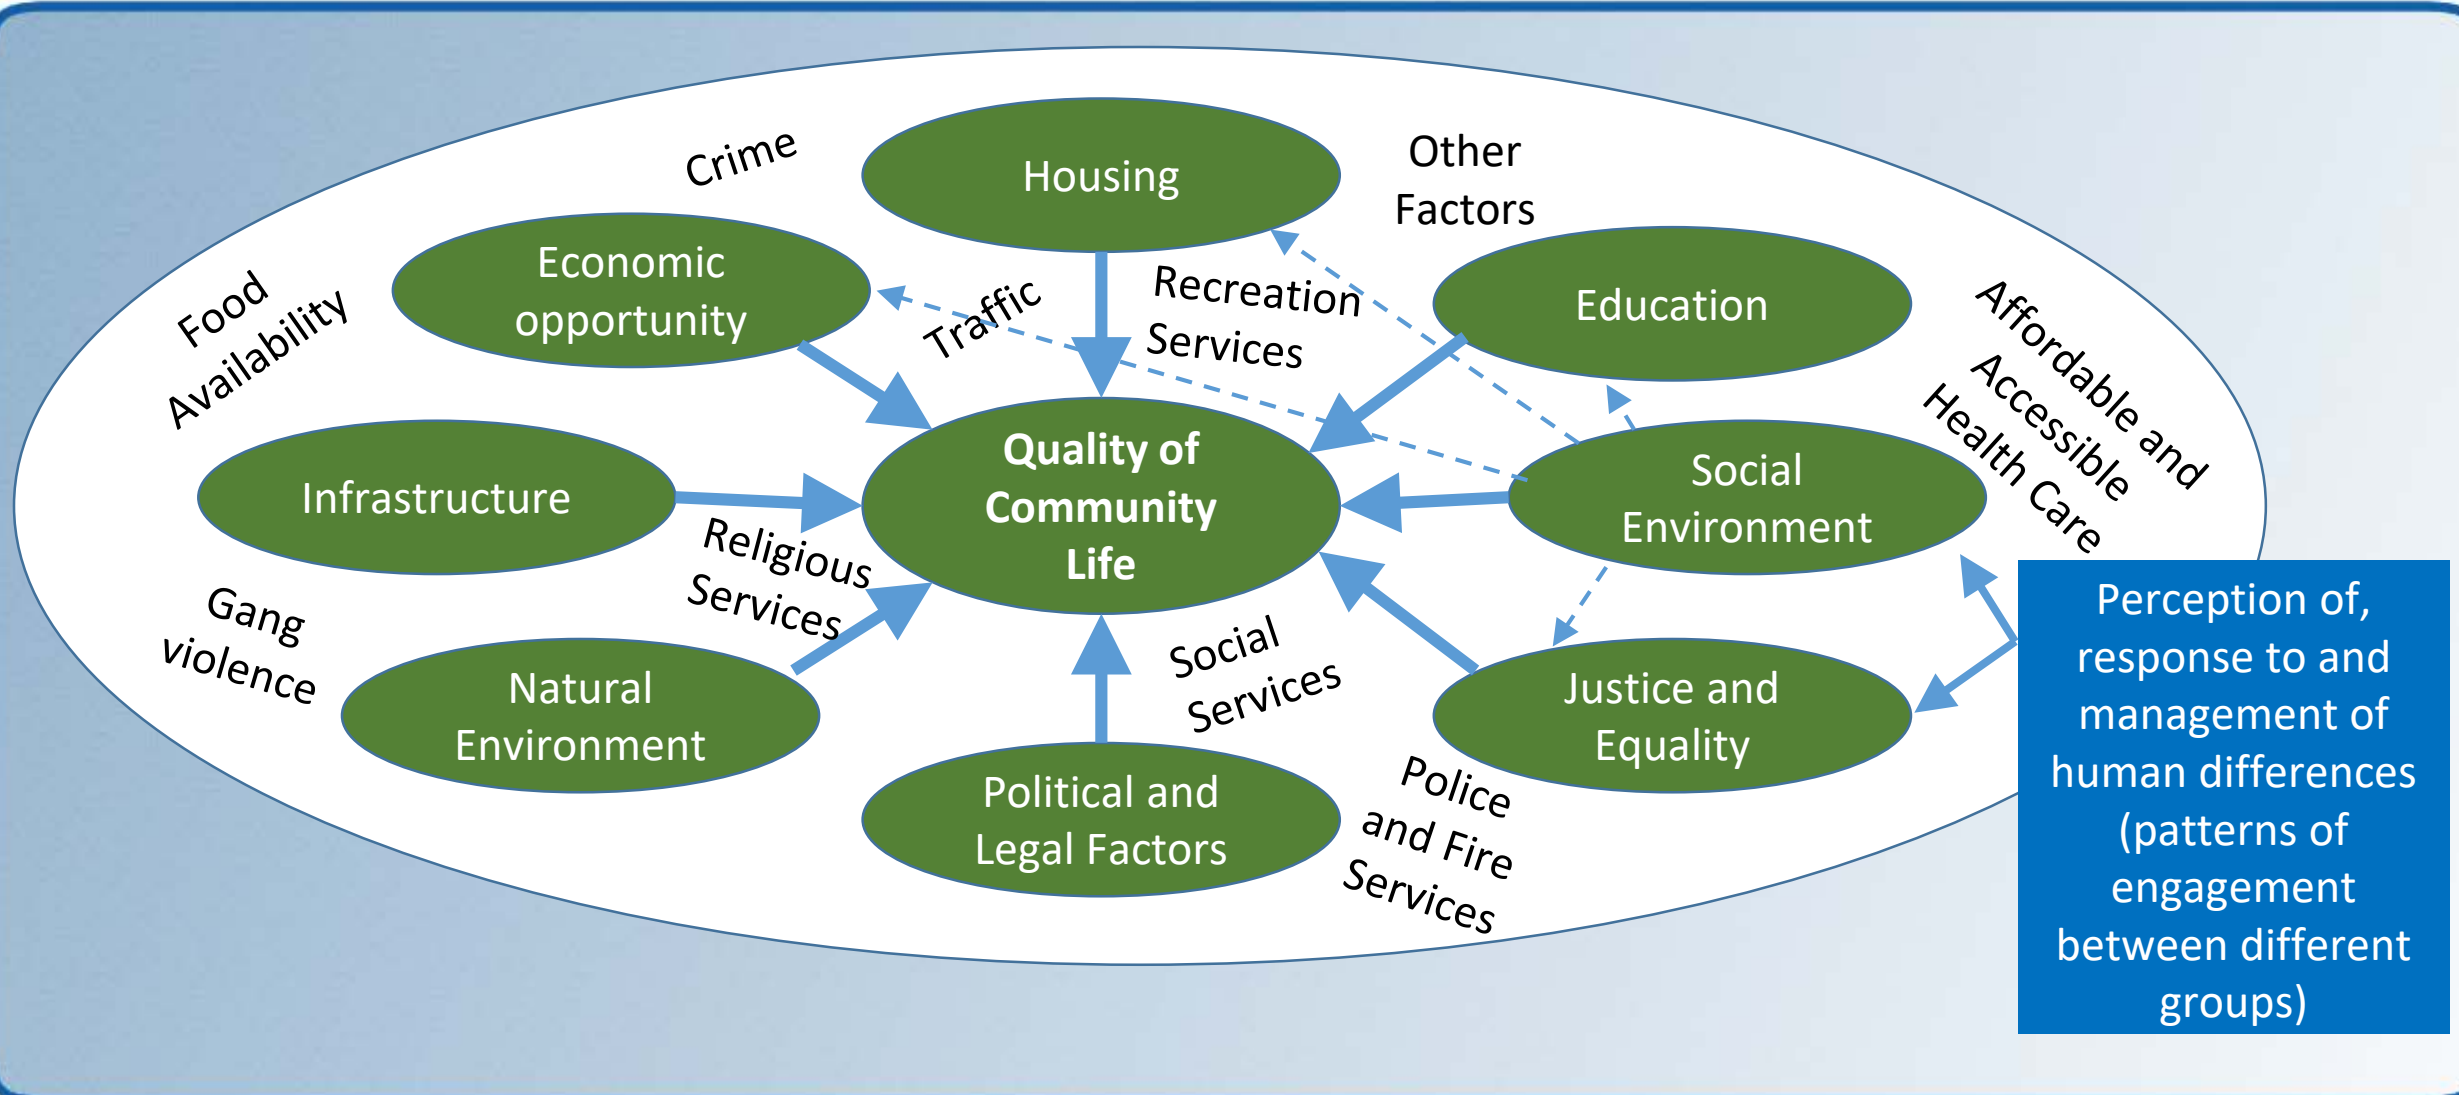 Crime
Housing
Other
Factors
Economic
opportunity
Food
Availability
Traffic
Recreation
Services
Education
Affordable and
Accessible
Health Care
Infrastructure
Quality of
Community
Life
Social
Environment
Religious
Services
Gang
violence
Natural
Environment
Social
Services
Political and
Legal Factors
Justice and
Equality
Police
and Fire
Services
Perception of,
response to and
management of
human differences
(patterns of
engagement
between different
groups)